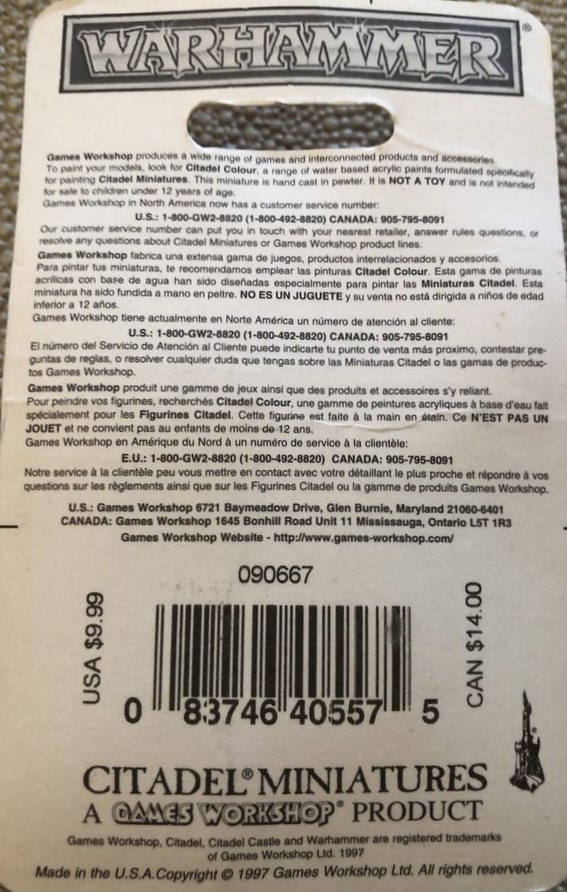 WARHAMMER®
Games Workshop produces a wide range of games and interconnected products and accessories.
To paint your models, look for Citadel Colour, a range of water based acrylic paints formulated specifically
for painting Citadel Miniatures. This miniature is hand cast in pewter. It is NOT A TOY and is not intended
for sale to children under 12 years of age.
Games Workshop in North America now has a customer service number:
U.S.: 1-800-GW2-8820 (1-800-492-8820) CANADA: 905-795-8091
Our customer service number can put you in touch with your nearest retailer, answer rules questions, or
resolve any questions about Citadel Miniatures or Games Workshop product lines.
Games Workshop fabrica una extensa gama de juegos, productos interrelacionados y accesorios.
Para pintar tus miniaturas, te recomendamos emplear las pinturas Citadel Colour. Esta gama de pinturas
acrílicas con base de agua han sido diseñadas especialmente para pintar las Miniaturas Citadel. Esta
miniatura ha sido fundida a mano en peltre. NO ES UN JUGUETE y su venta no está dirigida a niños de edad
inferior a 12 años.
Games Workshop tiene actualmente en Norte América un número de atención al cliente:
U.S.: 1-800-GW2-8820 (1-800-492-8820) CANADA: 905-795-8091
El número del Servicio de Atención al Cliente puede indicarte tu punto de venta más proximo, contestar pre-
guntas de reglas, o resolver cualquier duda que tengas sobre las Miniaturas Citadel o las gamas de produc-
tos Games Workshop.
Games Workshop produit une gamme de jeux ainsi que des produits et accessoires s'y reliant.
Pour peindre vos figurines, recherchés Citadel Colour, une gamme de peintures acryliques à base d'eau fait
spécialement pour les Figurines Citadel. Cette figurine est faite à la main en étain. Ce N'EST PAS UN
JOUET et ne convient pas au enfants de moins de 12 ans.
Games Workshop en Amérique du Nord à un numéro de service à la clientèle:
E.U.: 1-800-GW2-8820 (1-800-492-8820) CANADA: 905-795-8091
Notre service à la clientèle peu vous mettre en contact avec votre détaillant le plus proche et répondre à vos
questions sur les règlements ainsi que sur les Figurines Citadel ou la gamme de produits Games Workshop.
U.S.: Games Workshop 6721 Baymeadow Drive, Glen Burnie, Maryland 21060-6401
CANADA: Games Workshop 1645 Bonhill Road Unit 11 Mississauga, Ontario L5T 1R3
Games Workshop Website - http://www.games-workshop.com/
090667
USA $9.99
CAN $14.00
0 83746 40557 5
CITADEL® MINIATURES
A GAMES WORKSHOP® PRODUCT
Games Workshop, Citadel, Citadel Castle and Warhammer are registered trademarks
of Games Workshop Ltd. 1997
Made in the U.S.A.Copyright © 1997 Games Workshop Ltd. All rights reserved.